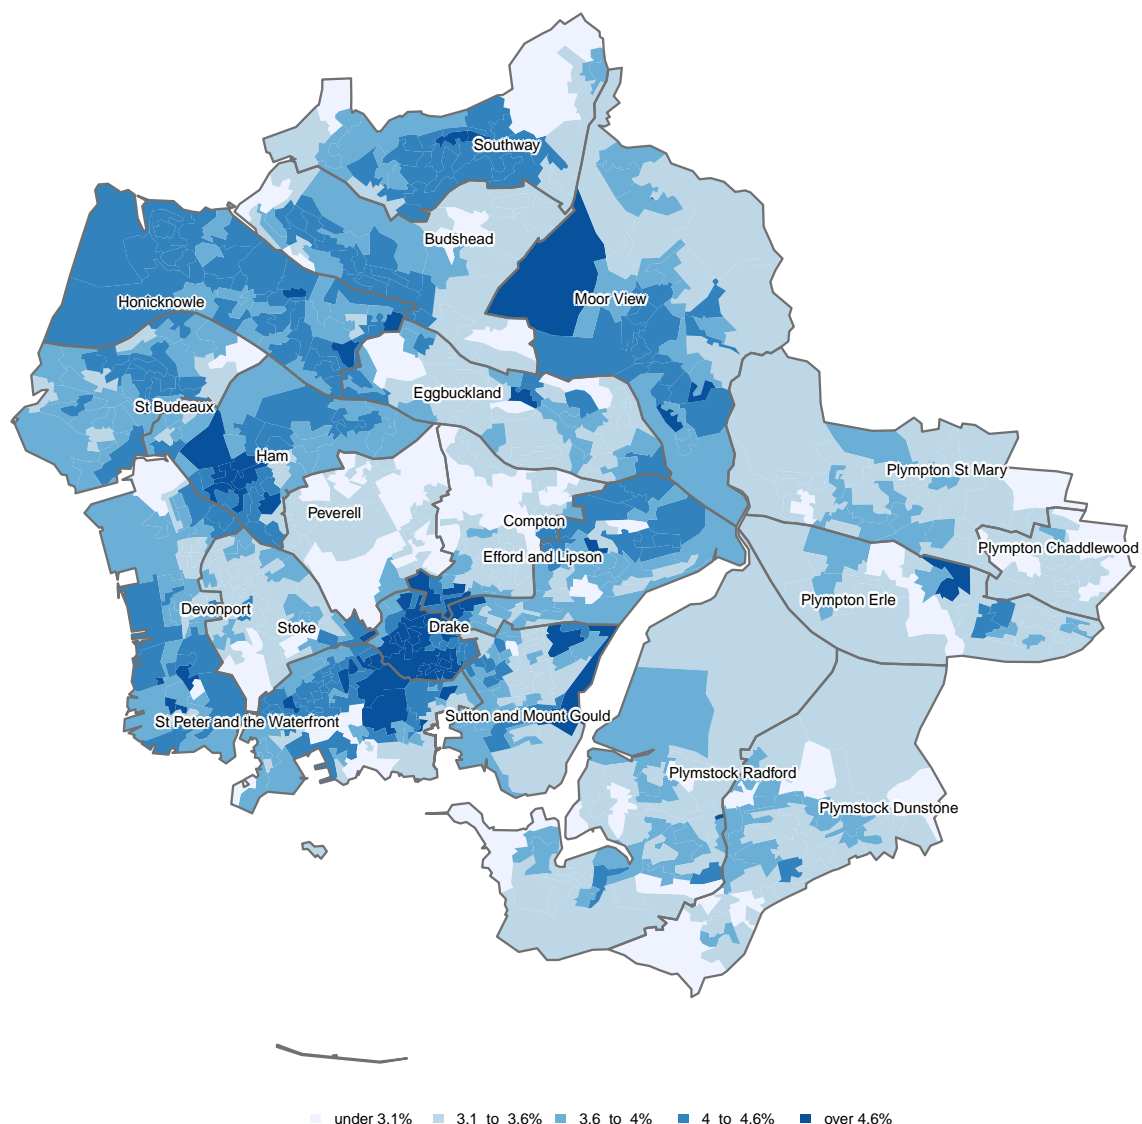 Southway
Budshead
Moor View
Honicknowle
Eggbuckland
St Budeaux
Ham
Plympton St Mary
Peverell
Compton
Plympton Chaddlewood
Efford and Lipson
Plympton Erle
Devonport
Stoke
Drake
Sutton and Mount Gould
St Peter and the Waterfront
Plymstock Radford
Plymstock Dunstone
under 3.1% 3.1 to 3.6% 3.6 to 4% 4 to 4.6% over 4.6%